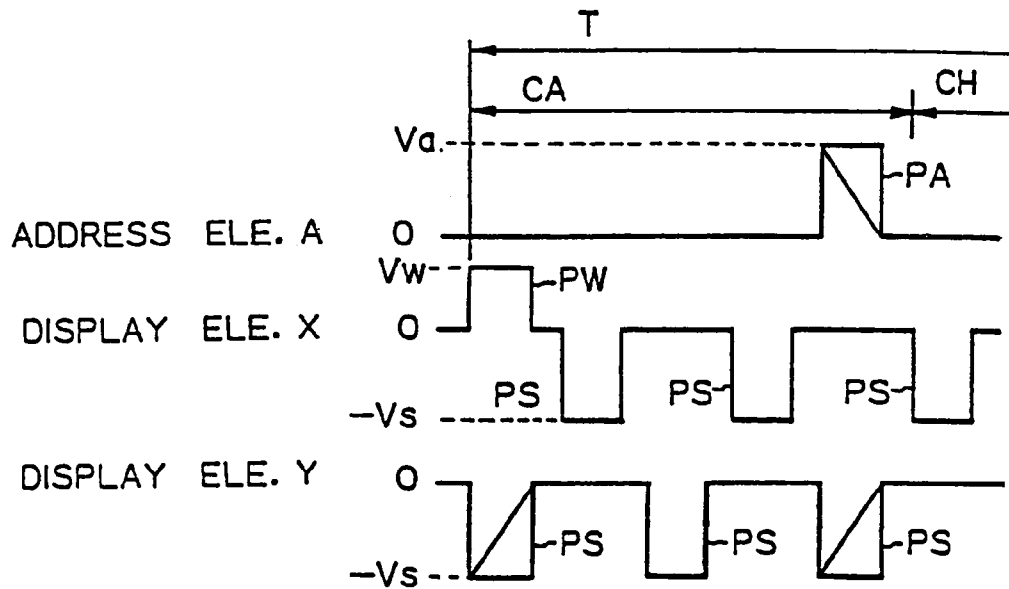 T
CA CH
Va
PA
ADDRESS ELE. A 0
Vw PW
DISPLAY ELE. X 0
PS PS PS
-Vs
DISPLAY ELE. Y 0
PS PS PS
-Vs